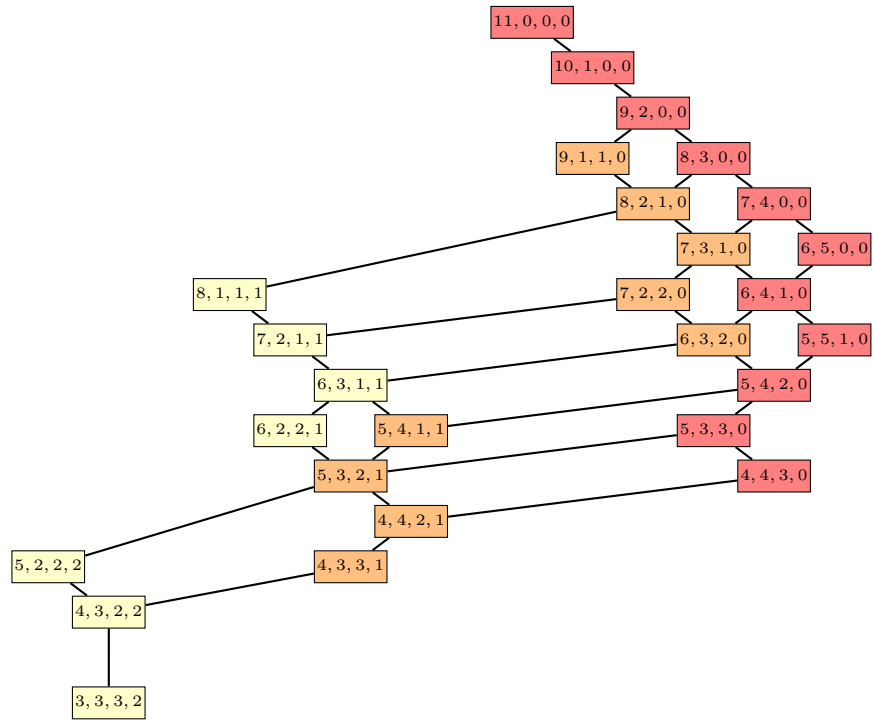 11, 0, 0, 0
10, 1, 0, 0
9, 2, 0, 0
9, 1, 1, 0
8, 3, 0, 0
8, 2, 1, 0
7, 4, 0, 0
7, 3, 1, 0
6, 5, 0, 0
8, 1, 1, 1
7, 2, 2, 0
6, 4, 1, 0
7, 2, 1, 1
6, 3, 2, 0
5, 5, 1, 0
6, 3, 1, 1
5, 4, 2, 0
6, 2, 2, 1
5, 4, 1, 1
5, 3, 3, 0
5, 3, 2, 1
4, 4, 3, 0
4, 4, 2, 1
5, 2, 2, 2
4, 3, 3, 1
4, 3, 2, 2
3, 3, 3, 2